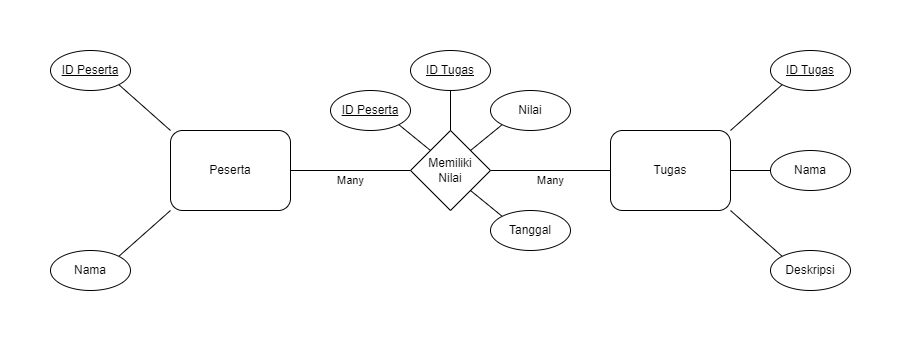 ID Peserta
ID Tugas
ID Tugas
ID Peserta
Nilai
Peserta
Many
Memiliki
Nilai
Many
Tugas
Nama
Tanggal
Nama
Deskripsi